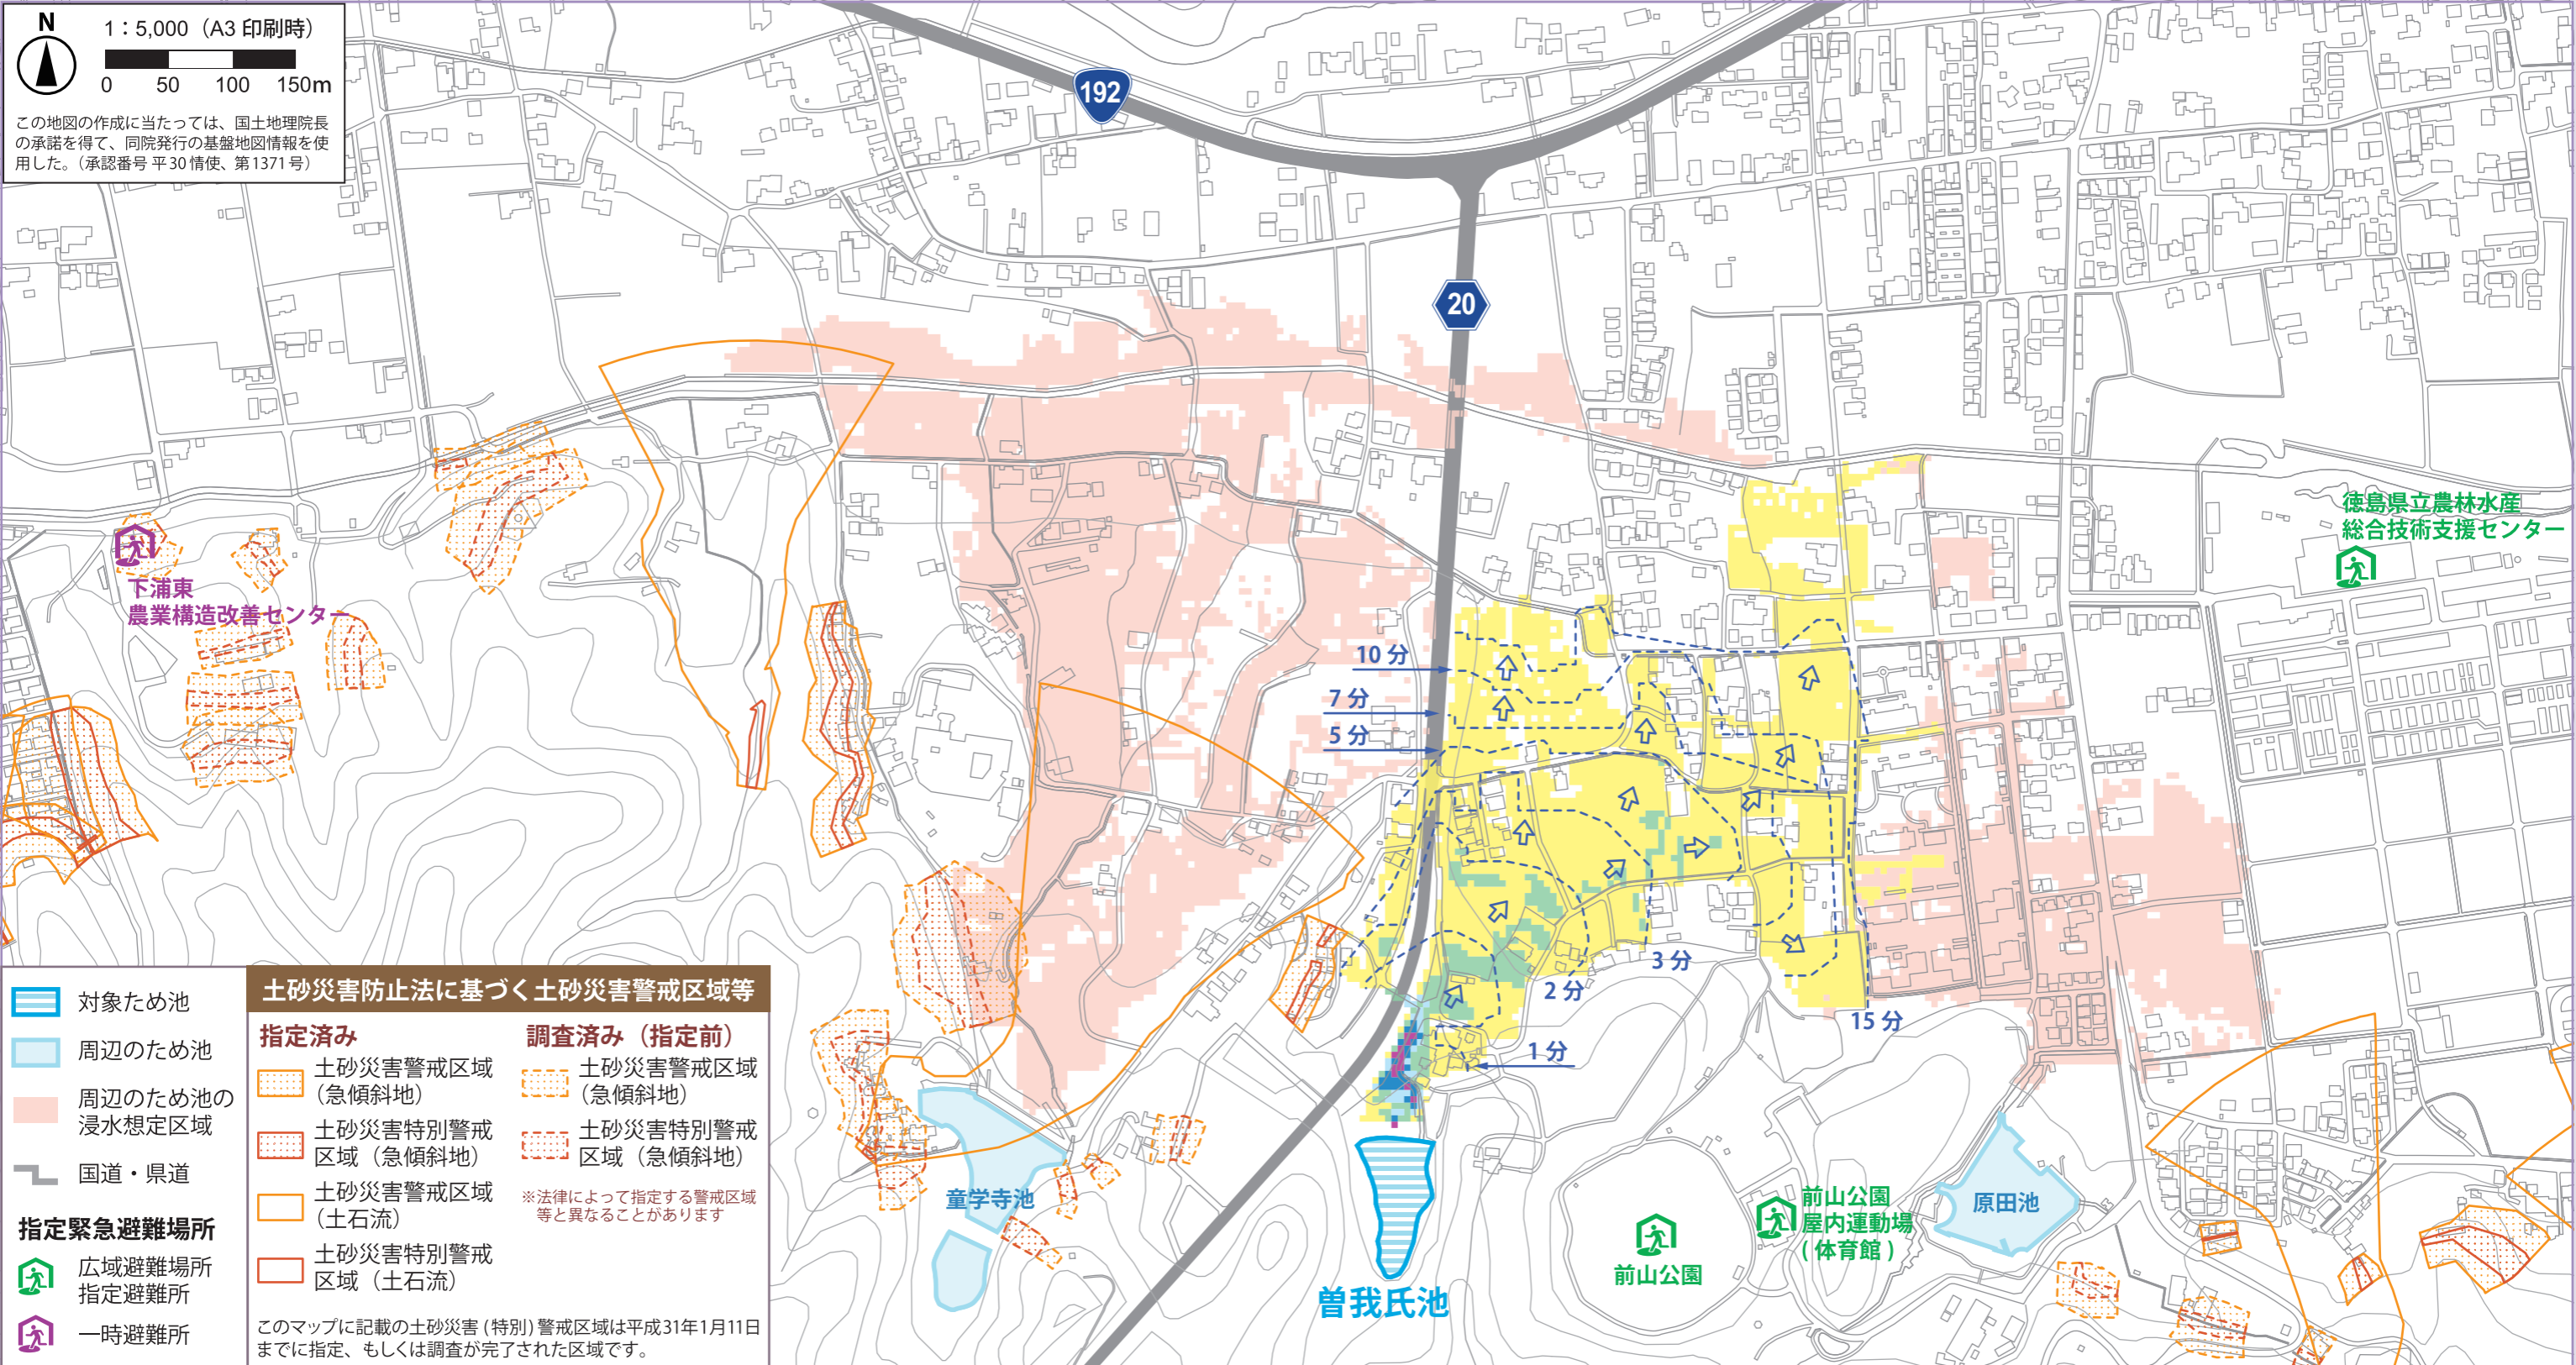 N
1：5,000（A3 印刷時）
0 50 100 150m
この地図の作成に当たっては、国土地理院長
の承諾を得て、同院発行の基盤地図情報を使
用した。（承認番号 平30情使、第1371号）
192
20
徳島県立農林水産
総合技術支援センター
下浦東
農業構造改善センター
10 分
7 分
5 分
3 分
2 分
15 分
1 分
童学寺池
曽我氏池
前山公園
前山公園
屋内運動場
(体育館)
原田池
対象ため池
周辺のため池
周辺のため池の
浸水想定区域
国道・県道
指定緊急避難場所
広域避難場所
指定避難所
一時避難所
土砂災害防止法に基づく土砂災害警戒区域等
指定済み
土砂災害警戒区域
（急傾斜地）
土砂災害特別警戒
区域（急傾斜地）
土砂災害警戒区域
（土石流）
土砂災害特別警戒
区域（土石流）
調査済み（指定前）
土砂災害警戒区域
（急傾斜地）
土砂災害特別警戒
区域（急傾斜地）
※法律によって指定する警戒区域
等と異なることがあります
このマップに記載の土砂災害(特別)警戒区域は平成31年1月11日
までに指定、もしくは調査が完了された区域です。